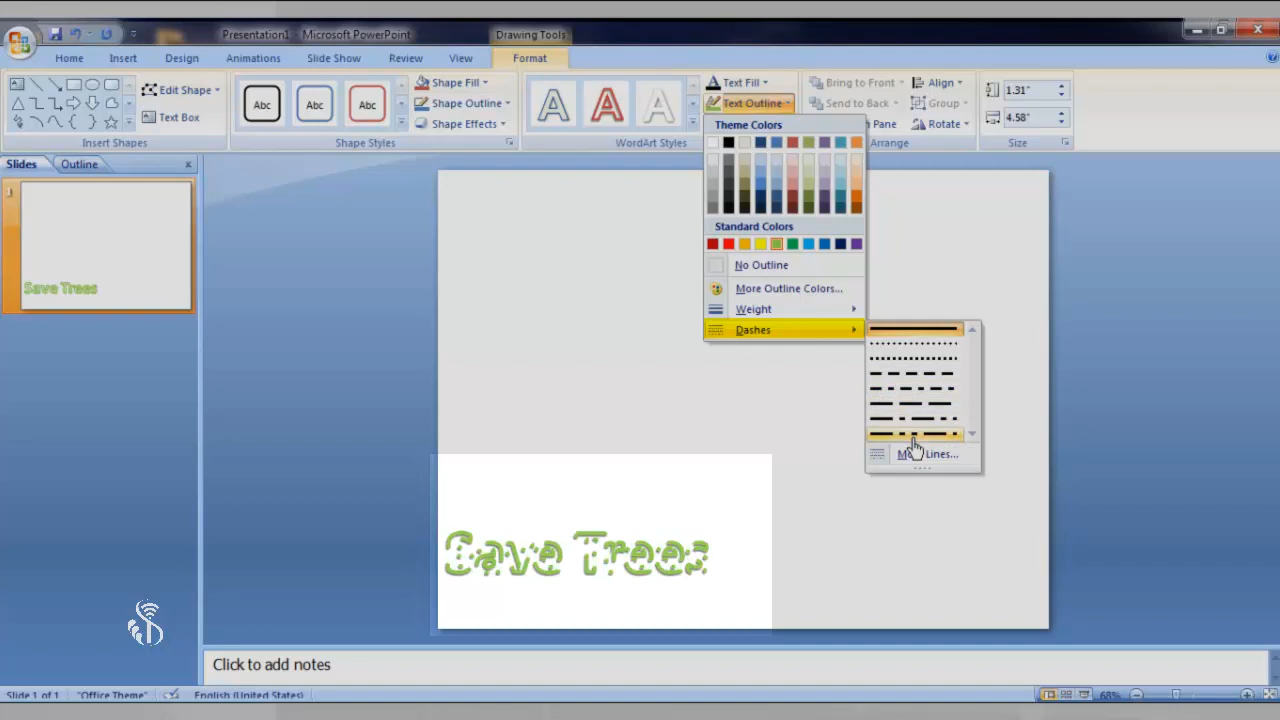 Presentation1 - Microsoft PowerPoint
Drawing Tools
Home Insert Design Animations Slide Show Review View Format
Edit Shape
Text Box
Insert Shapes
Abc Abc Abc
Shape Fill
Shape Outline
Shape Effects
Shape Styles
A A A
Text Fill
Text Outline
WordArt Styles
Bring to Front
Send to Back
Pane
Align
Group
Rotate
Arrange
1.31"
4.58"
Size
Slides Outline
1
Save Trees
Theme Colors
Standard Colors
No Outline
More Outline Colors...
Weight
Dashes
Lines...
Save Trees
Click to add notes
Slide 1 of 1 "Office Theme" English (United States) 68%